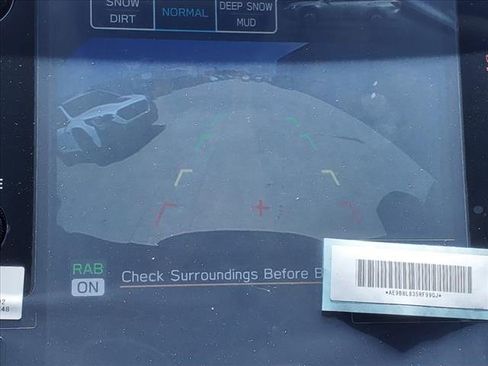 SNOW
DIRT
NORMAL
DEEP SNOW
MUD
RAB
ON
Check Surroundings Before B